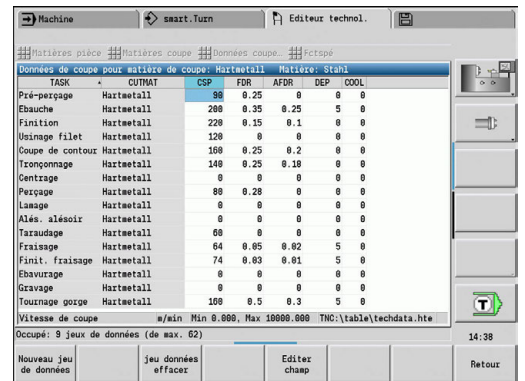 Machine smart.Turn Editeur technol.
Matières pièce Matières coupe Données coupe… Fctspé
Données de coupe pour matière de coupe: Hartmetall Matière: Stahl
TASK CUTMAT CSP FDR AFDR DEP COOL
Pré-perçage Hartmetall 90 0.25 0 0 0
Ebauche Hartmetall 200 0.35 0.25 5 0
Finition Hartmetall 220 0.15 0.1 0 0
Usinage filet Hartmetall 120 0 0 0 0
Coupe de contour Hartmetall 160 0.25 0.2 0 0
Tronçonnage Hartmetall 140 0.25 0.18 0 0
Centrage Hartmetall 0 0 0 0 0
Perçage Hartmetall 80 0.28 0 0 0
Lamage Hartmetall 0 0 0 0 0
Alés. alésoir Hartmetall 0 0 0 0 0
Taraudage Hartmetall 60 0 0 0 0
Fraisage Hartmetall 64 0.05 0.02 5 0
Finit. fraisage Hartmetall 74 0.03 0.01 5 0
Ebavurage Hartmetall 0 0 0 0 0
Gravage Hartmetall 0 0 0 0 0
Tournage gorge Hartmetall 160 0.5 0.3 5 0
Vitesse de coupe m/min Min 0.000, Max 10000.000 TNC:\table\techdata.hte
Occupé: 9 jeux de données (de max. 62)
14:38
Nouveau jeu de données
jeu données effacer
Editer champ
Retour
T